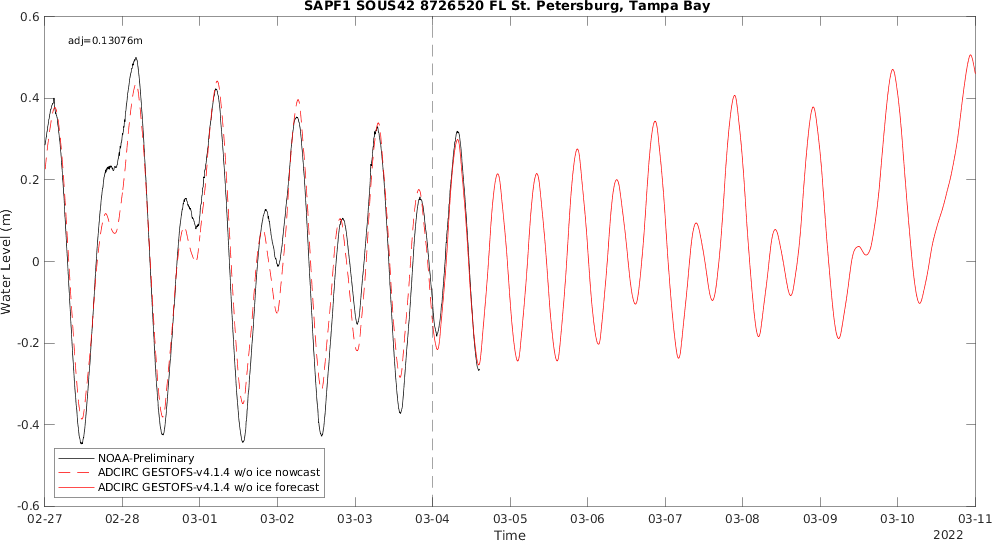 SAPF1 SOUS42 8726520 FL St. Petersburg, Tampa Bay
adj=0.13076m
0.6
0.4
0.2
0
-0.2
-0.4
-0.6
Water Level (m)
NOAA-Preliminary
ADCIRC GESTOFS-v4.1.4 w/o ice nowcast
ADCIRC GESTOFS-v4.1.4 w/o ice forecast
02-27 02-28 03-01 03-02 03-03 03-04 03-05 03-06 03-07 03-08 03-09 03-10 03-11
Time
2022